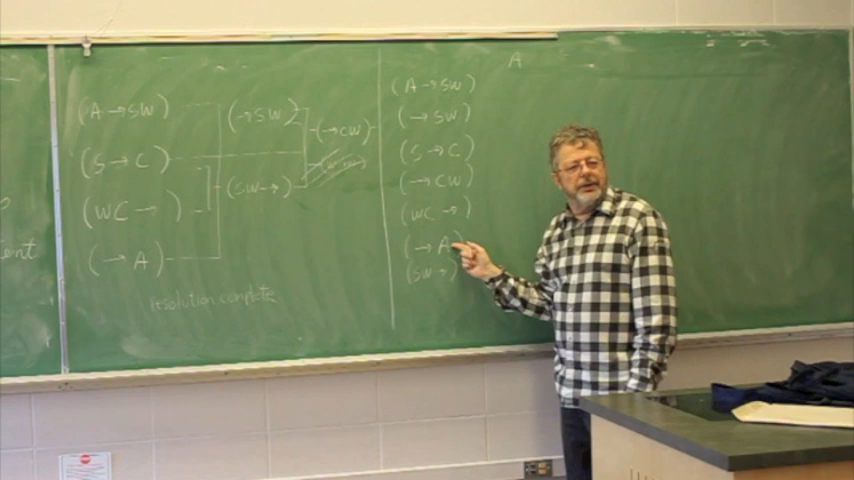 (A → SW)
(S → C)
(WC → )
( → A)
(→ SW)
(SW → )
(→ CW)
resolution complete
A
(A → SW)
(→ SW)
(S → C)
(→ CW)
(WC →)
( → A)
(SW →)